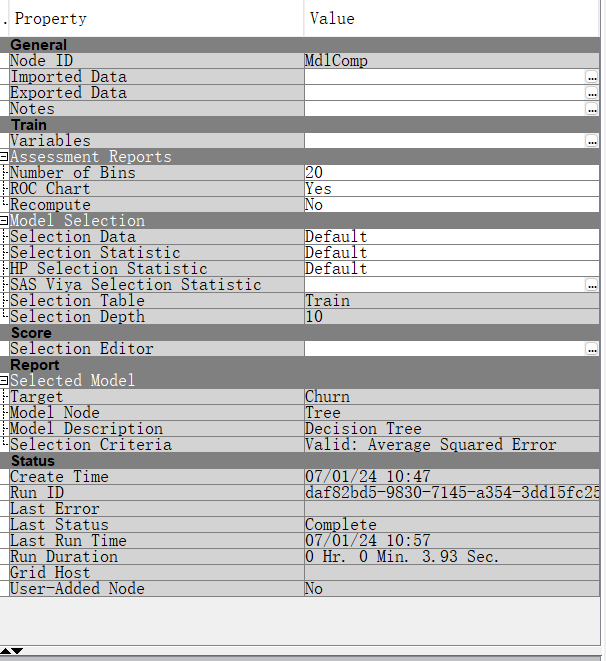 . Property Value
General
Node ID MdlComp
Imported Data ...
Exported Data ...
Notes ...
Train
Variables ...
Assessment Reports
Number of Bins 20
ROC Chart Yes
Recompute No
Model Selection
Selection Data Default
Selection Statistic Default
HP Selection Statistic Default
SAS Viya Selection Statistic ...
Selection Table Train
Selection Depth 10
Score
Selection Editor ...
Report
Selected Model
Target Churn
Model Node Tree
Model Description Decision Tree
Selection Criteria Valid: Average Squared Error
Status
Create Time 07/01/24 10:47
Run ID daf82bd5-9830-7145-a354-3dd15fc25
Last Error
Last Status Complete
Last Run Time 07/01/24 10:57
Run Duration 0 Hr. 0 Min. 3.93 Sec.
Grid Host
User-Added Node No